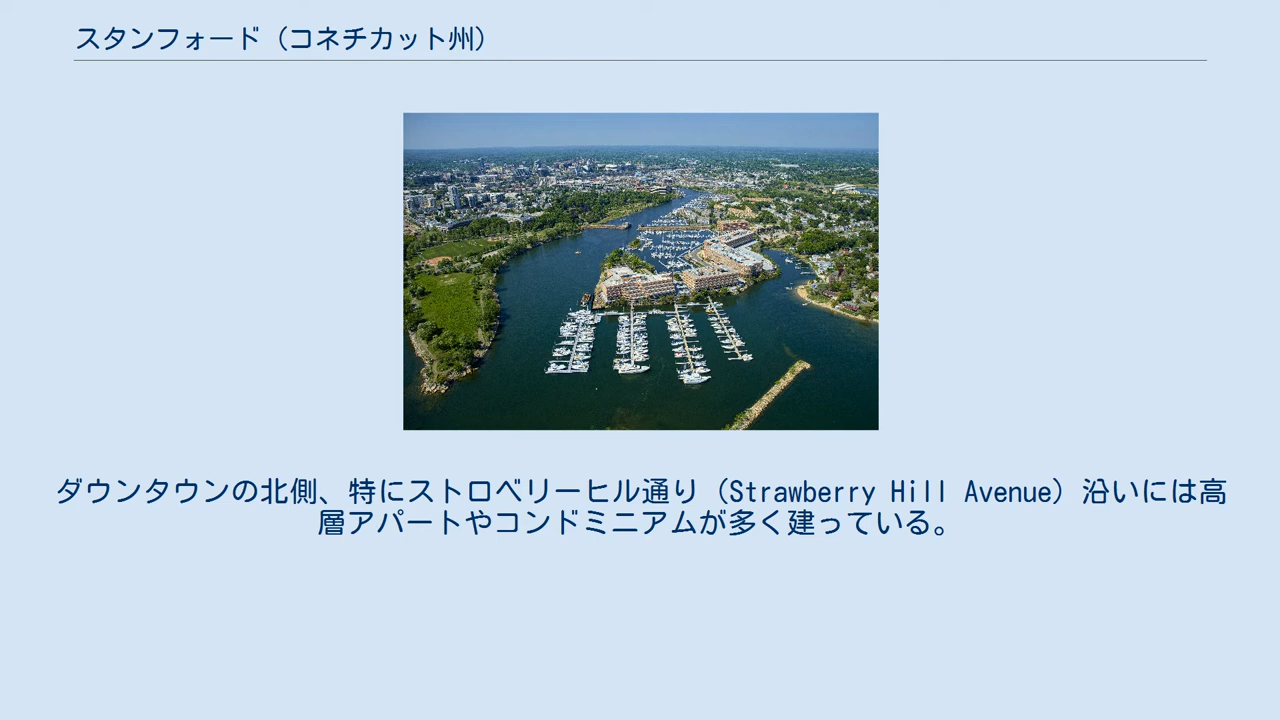 スタンフォード（コネチカット州）
ダウンタウンの北側、特にストロベリーヒル通り（Strawberry Hill Avenue）沿いには高
層アパートやコンドミニアムが多く建っている。